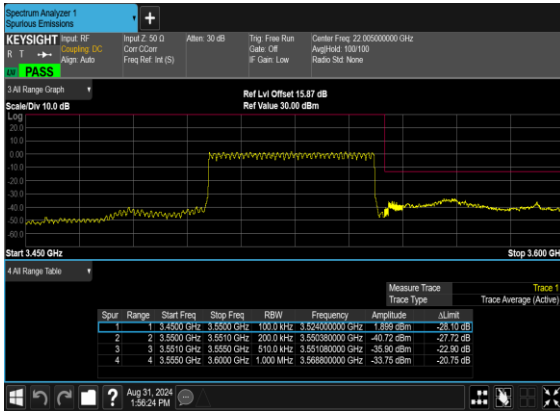 Spectrum Analyzer 1
Spurious Emissions
+
KEYSIGHT Input: RF Input Z: 50 Ω Atten: 30 dB Trig: Free Run Center Freq: 22.005000000 GHz
R T Coupling: DC Corr CCorr Gate: Off Avg|Hold: 100/100
Align: Auto Freq Ref: Int (S) IF Gain: Low Radio Std: None
PASS
3 All Range Graph Ref Lvl Offset 15.87 dB
Scale/Div 10.0 dB Ref Value 30.00 dBm
Log
20.0
10.0
0.00
-10.0
-20.0
-30.0
-40.0
-50.0
-60.0
Start 3.450 GHz Stop 3.600 GH
4 All Range Table
Measure Trace Trace 1
Trace Type Trace Average (Active)
Spur Range Start Freq Stop Freq RBW Frequency Amplitude ΔLimit
1 1 3.4500 GHz 3.5500 GHz 100.0 kHz 3.524000000 GHz 1.899 dBm -28.10 dB
2 2 3.5500 GHz 3.5510 GHz 200.0 kHz 3.550380000 GHz -40.72 dBm -27.72 dB
3 3 3.5510 GHz 3.5550 GHz 510.0 kHz 3.551080000 GHz -35.90 dBm -22.90 dB
4 4 3.5550 GHz 3.6000 GHz 1.000 MHz 3.568800000 GHz -33.75 dBm -20.75 dB
? Aug 31, 2024
1:56:24 PM